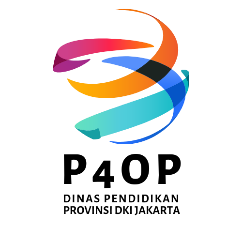 P4OP
DINAS PENDIDIKAN
PROVINSI DKI JAKARTA